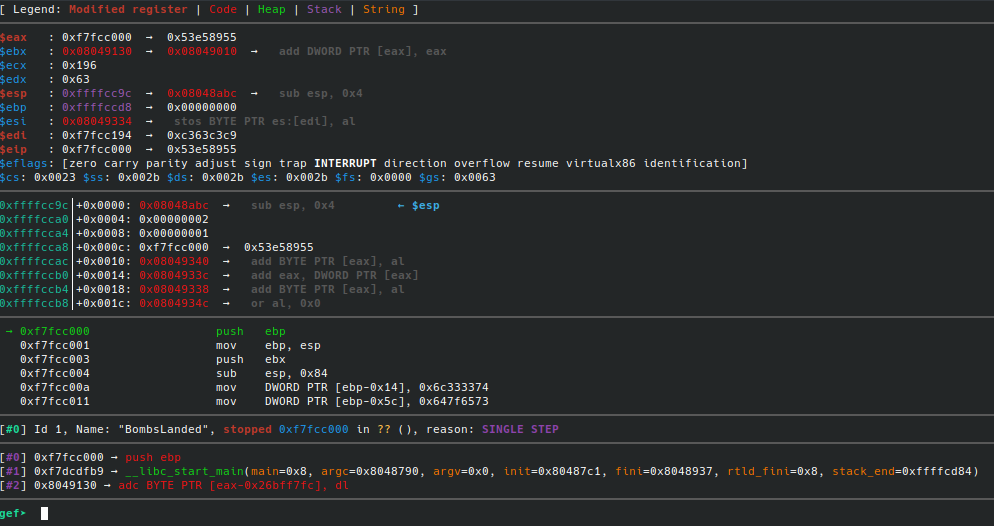 [ Legend: Modified register | Code | Heap | Stack | String ]
$eax   : 0xf7fcc000  →  0x53e58955
$ebx   : 0x08049130  →  0x08049010  →   add DWORD PTR [eax], eax
$ecx   : 0x196
$edx   : 0x63
$esp   : 0xffffcc9c  →  0x08048abc  →   sub esp, 0x4
$ebp   : 0xffffccd8  →  0x00000000
$esi   : 0x08049334  →   stos BYTE PTR es:[edi], al
$edi   : 0xf7fcc194  →  0xc363c3c9
$eip   : 0xf7fcc000  →  0x53e58955
$eflags: [zero carry parity adjust sign trap INTERRUPT direction overflow resume virtualx86 identification]
$cs: 0x0023 $ss: 0x002b $ds: 0x002b $es: 0x002b $fs: 0x0000 $gs: 0x0063
0xffffcc9c│+0x0000: 0x08048abc  →   sub esp, 0x4	 ← $esp
0xffffcca0│+0x0004: 0x00000002
0xffffcca4│+0x0008: 0x00000001
0xffffcca8│+0x000c: 0xf7fcc000  →  0x53e58955
0xffffccac│+0x0010: 0x08049340  →   add BYTE PTR [eax], al
0xffffccb0│+0x0014: 0x0804933c  →   add eax, DWORD PTR [eax]
0xffffccb4│+0x0018: 0x08049338  →   add BYTE PTR [eax], al
0xffffccb8│+0x001c: 0x0804934c  →   or al, 0x0
→ 0xf7fcc000                  push   ebp
0xf7fcc001                  mov    ebp, esp
0xf7fcc003                  push   ebx
0xf7fcc004                  sub    esp, 0x84
0xf7fcc00a                  mov    DWORD PTR [ebp-0x14], 0x6c333374
0xf7fcc011                  mov    DWORD PTR [ebp-0x5c], 0x647f6573
[#0] Id 1, Name: "BombsLanded", stopped 0xf7fcc000 in ?? (), reason: SINGLE STEP
[#0] 0xf7fcc000 → push ebp
[#1] 0xf7dcdfb9 → __libc_start_main(main=0x8, argc=0x8048790, argv=0x0, init=0x80487c1, fini=0x8048937, rtld_fini=0x8, stack_end=0xffffcd84)
[#2] 0x8049130 → adc BYTE PTR [eax-0x26bff7fc], dl
gef➤